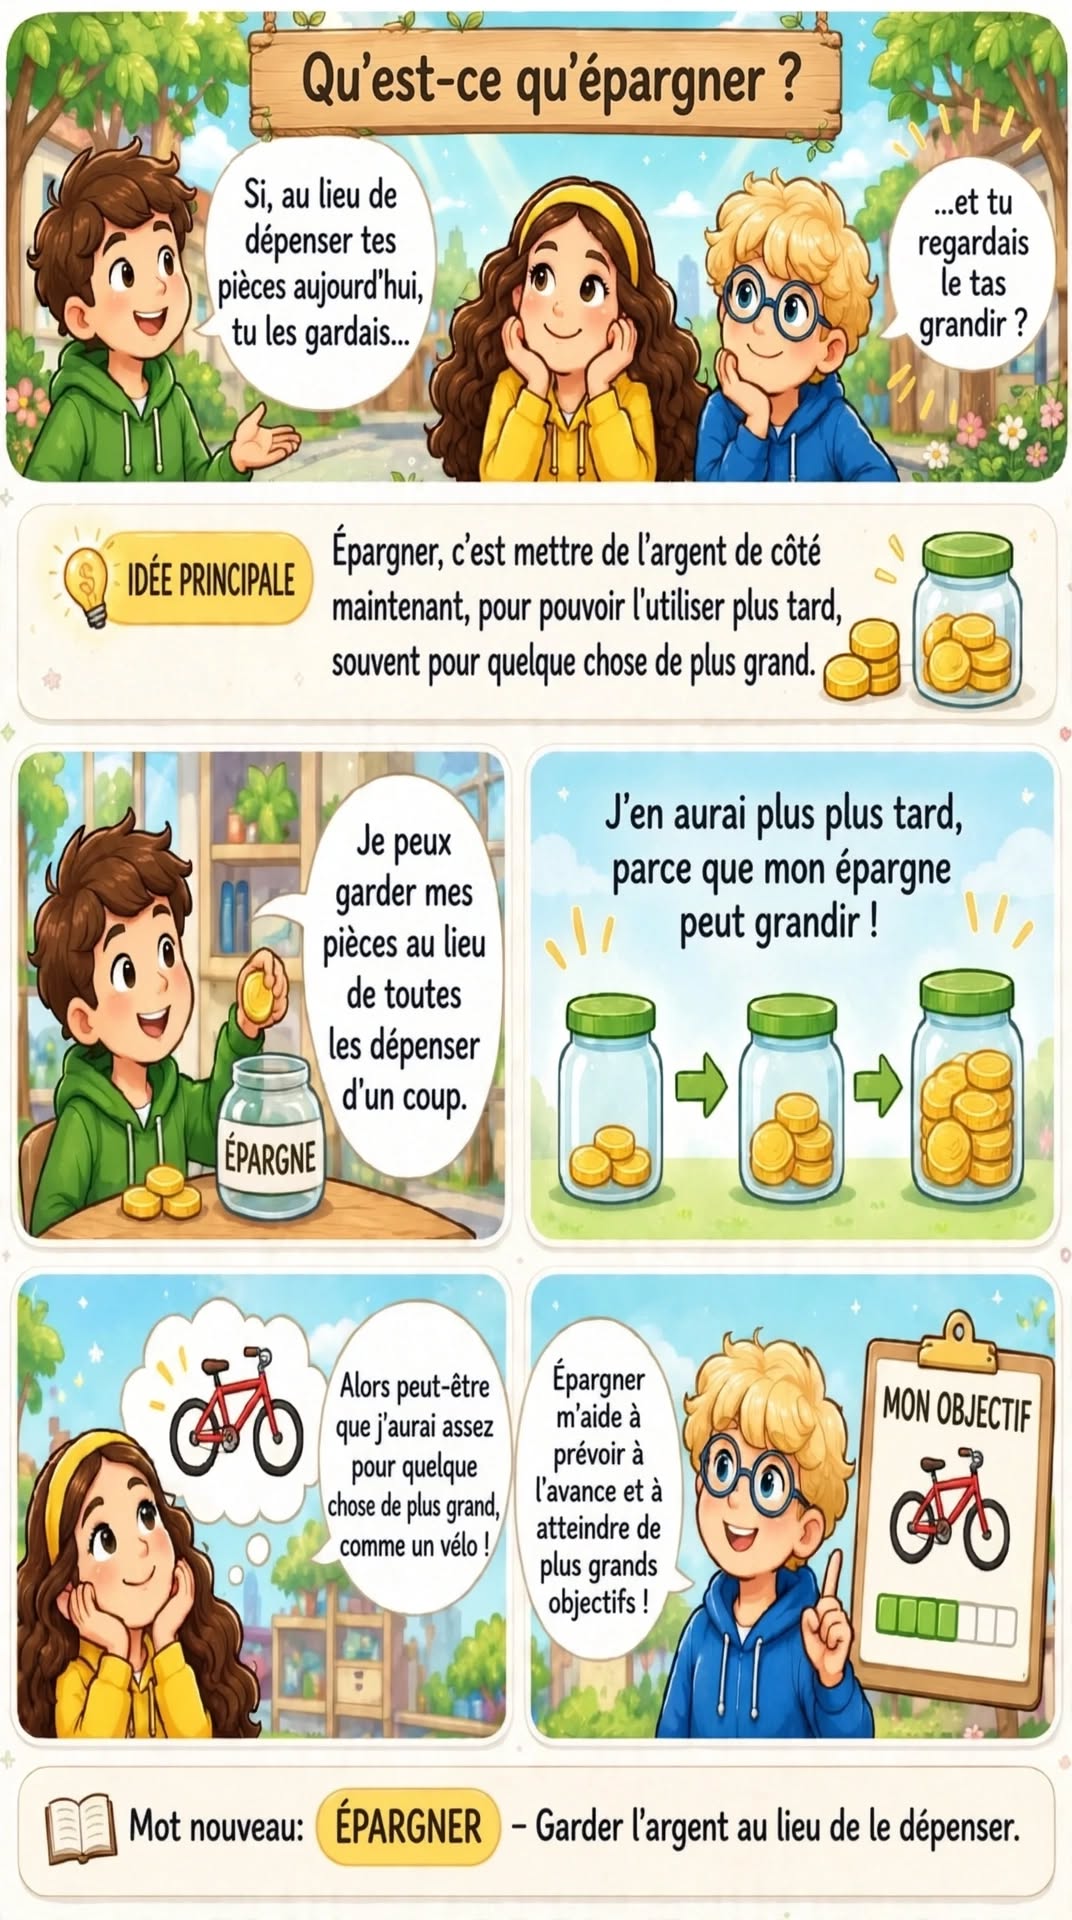 Qu'est-ce qu'épargner ?
Si, au lieu de
dépenser tes
pièces aujourd'hui,
tu les gardais...
...et tu
regardais
le tas
grandir ?
IDÉE PRINCIPALE
Épargner, c'est mettre de l'argent de côté
maintenant, pour pouvoir l'utiliser plus tard,
souvent pour quelque chose de plus grand.
Je peux
garder mes
pièces au lieu
de toutes
les dépenser
d'un coup.
ÉPARGNE
J'en aurai plus plus tard,
parce que mon épargne
peut grandir !
Alors peut-être
que j'aurai assez
pour quelque
chose de plus grand,
comme un vélo !
Épargner
m'aide à
prévoir à
l'avance et à
atteindre de
plus grands
objectifs !
MON OBJECTIF
Mot nouveau: ÉPARGNER – Garder l'argent au lieu de le dépenser.